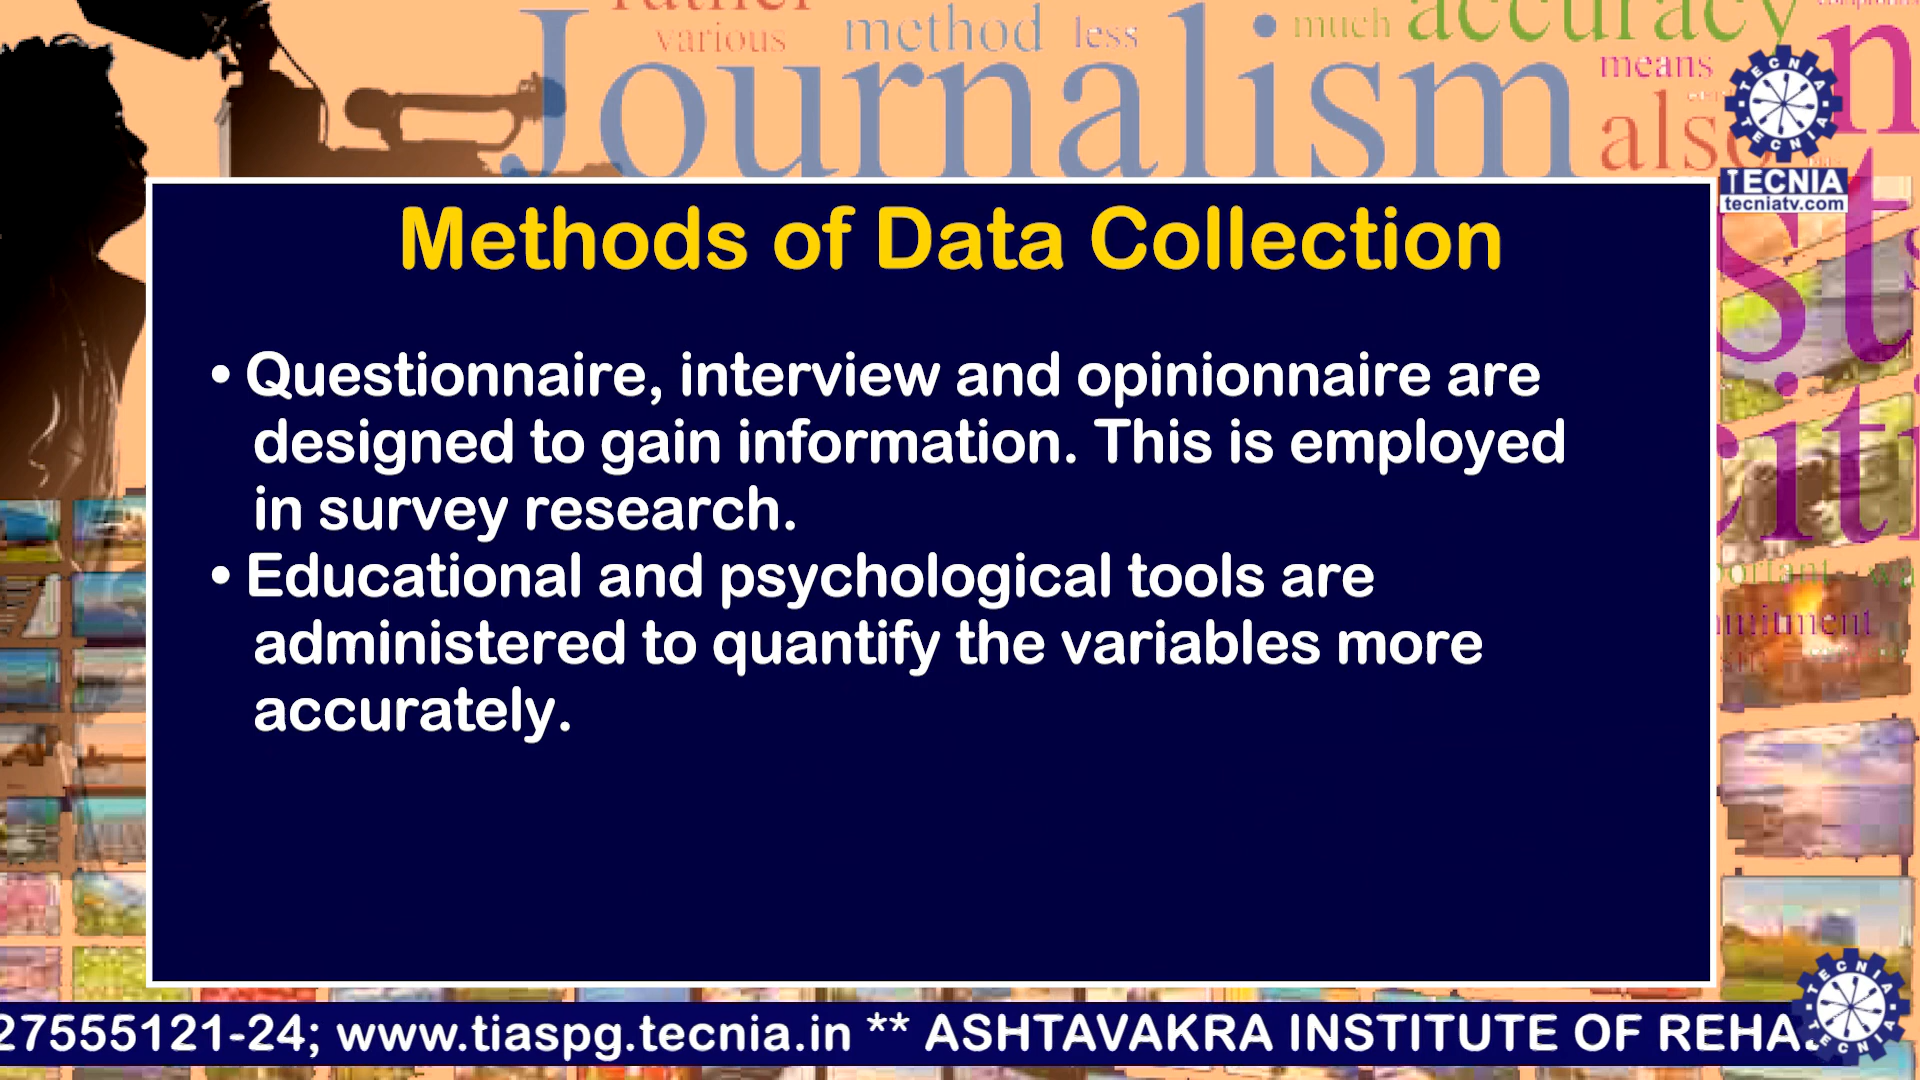 various method less much accuracy
Journalism
means
also
TECNIA
tecniatv.com
Methods of Data Collection
• Questionnaire, interview and opinionnaire are
designed to gain information. This is employed
in survey research.
• Educational and psychological tools are
administered to quantify the variables more
accurately.
27555121-24; www.tiaspg.tecnia.in ** ASHTAVAKRA INSTITUTE OF REHA
TECNIA